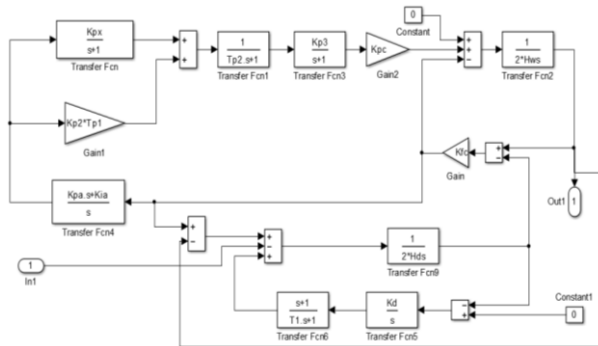 Kpx
s+1
Transfer Fcn
1
Tp2.s+1
Transfer Fcn1
Kp3
s+1
Transfer Fcn3
Kpc
Gain2
0
Constant
1
2*Hws
Transfer Fcn2
Kp2*Tp1
Gain1
Kfc
Gain
1
Out1
Kpa.s+Kia
s
Transfer Fcn4
1
In1
1
2*Hds
Transfer Fcn9
s+1
T1.s+1
Transfer Fcn6
Kd
s
Transfer Fcn5
Constant1
0